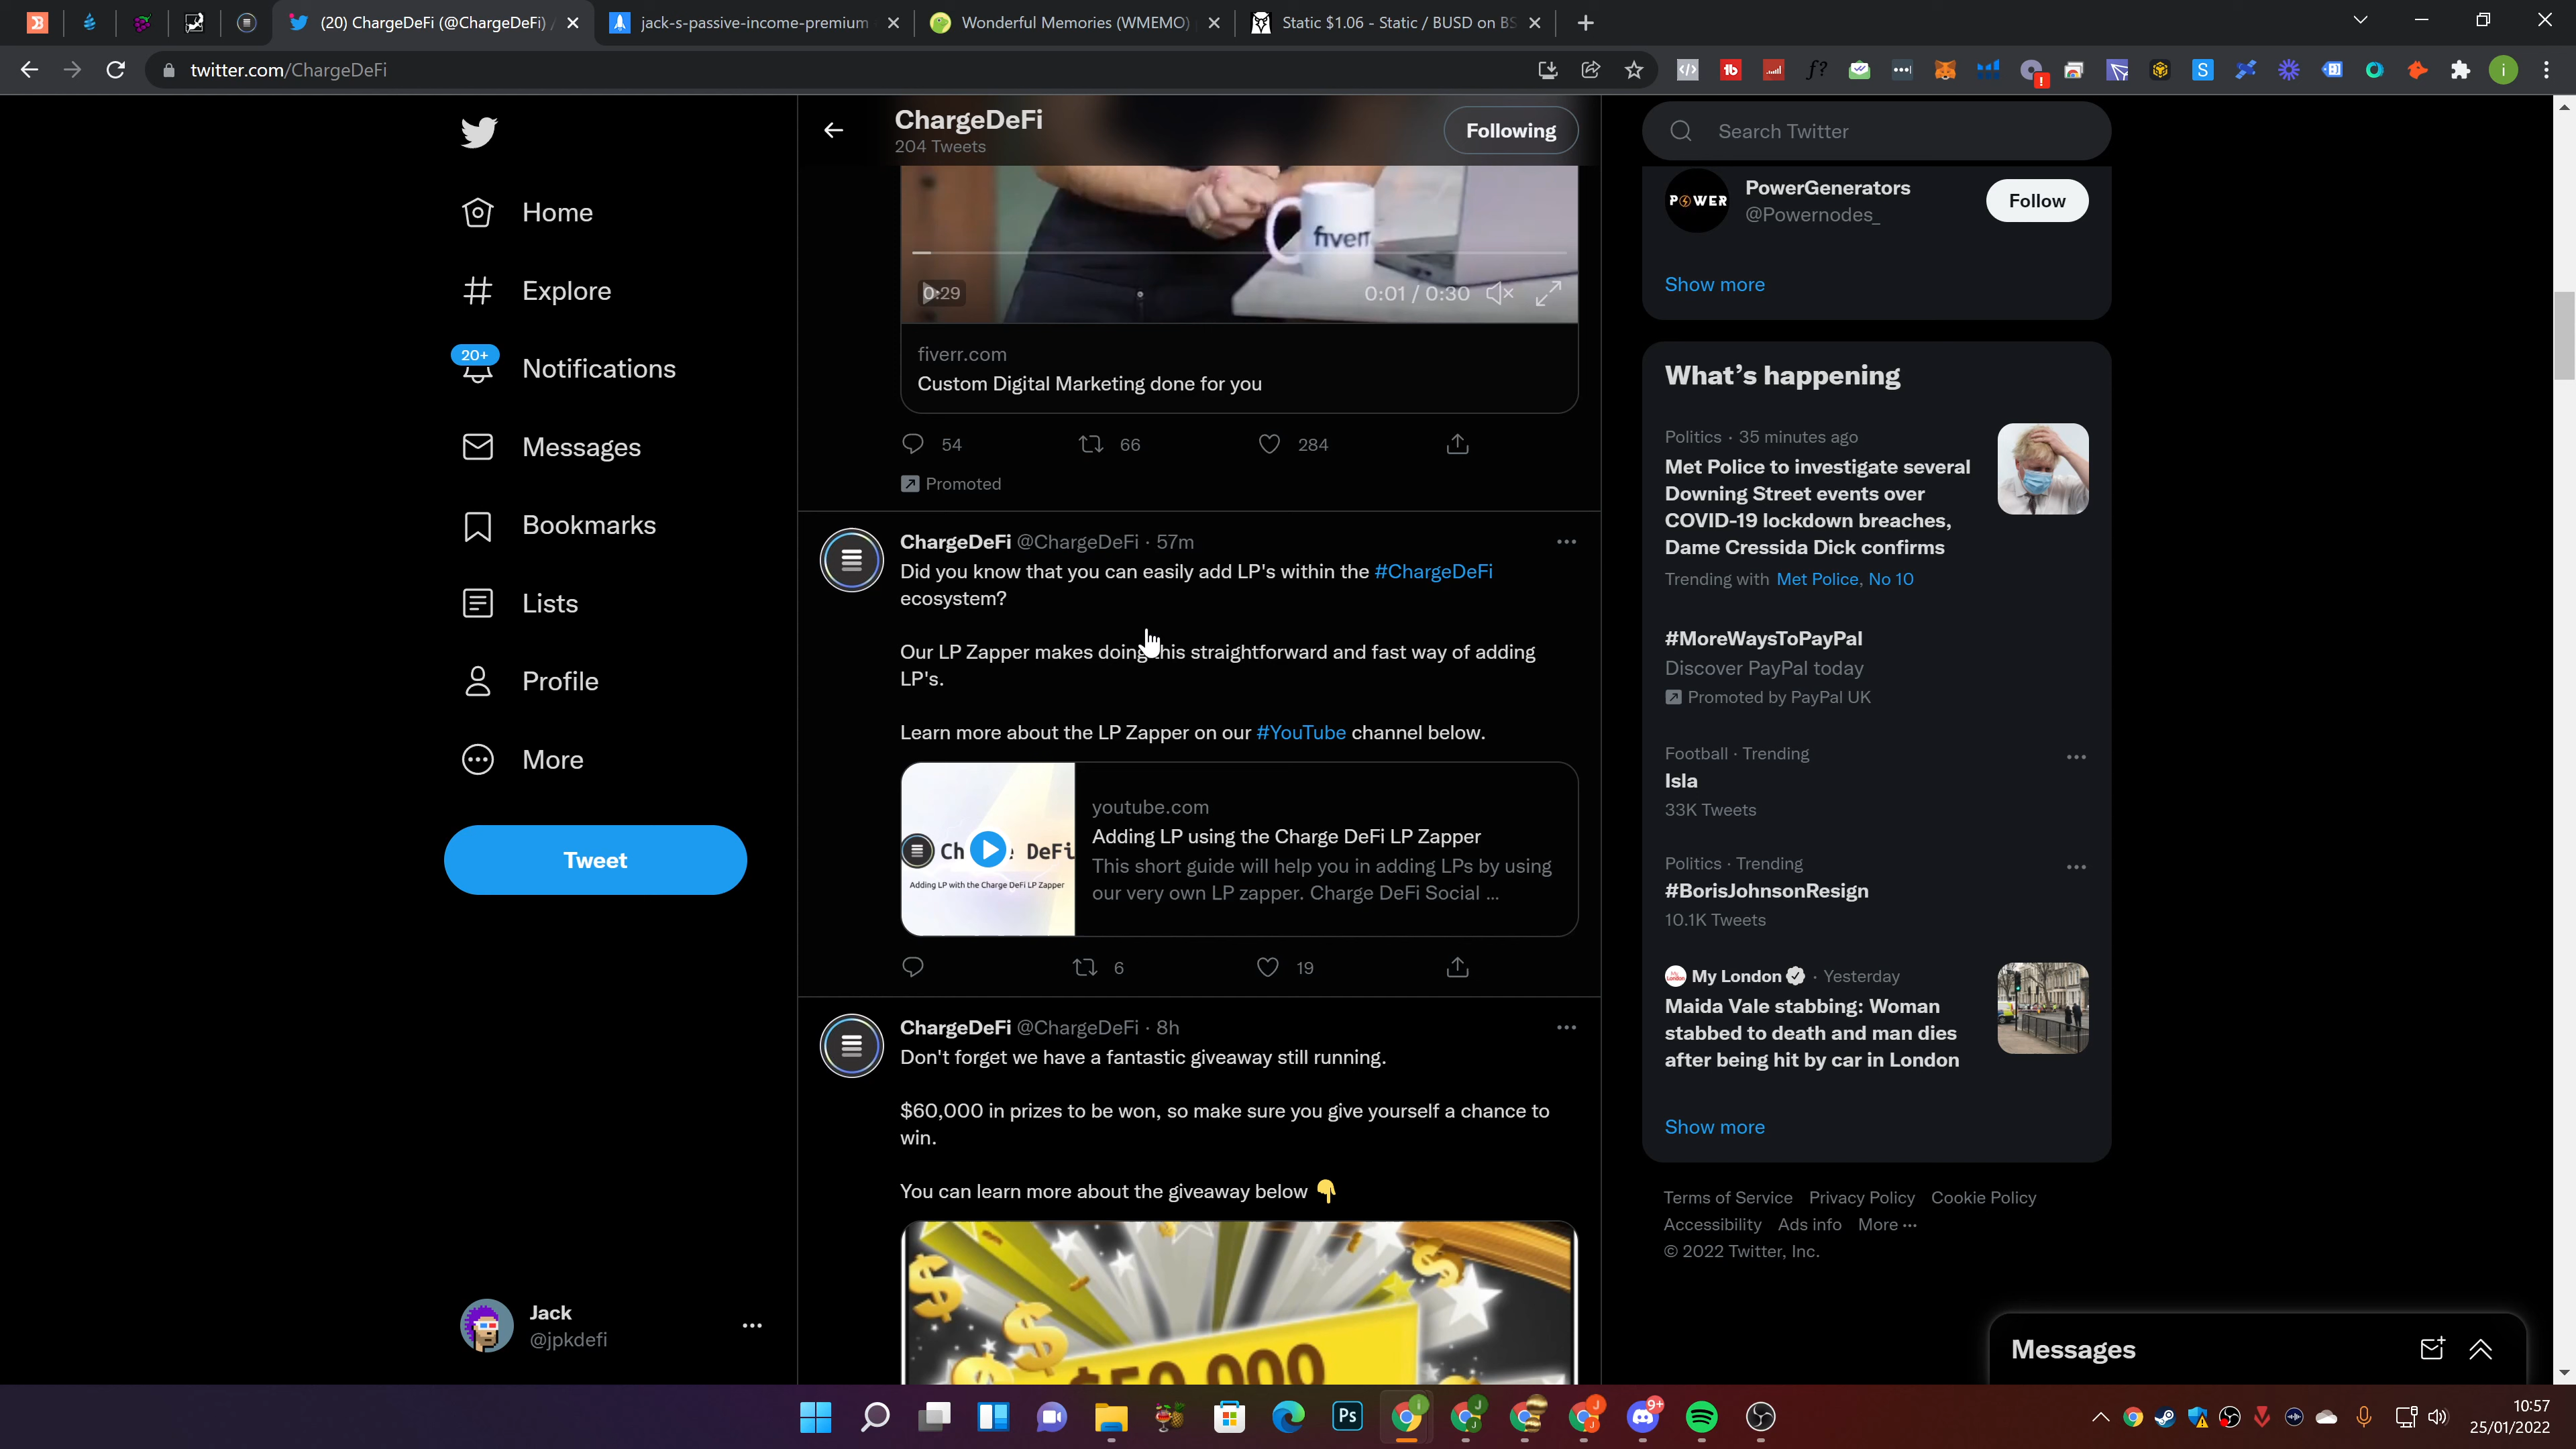 (20) ChargeDeFi (@ChargeDeFi) /
jack-s-passive-income-premium
Wonderful Memories (WMEMO)
Static $1.06 - Static / BUSD on BS
twitter.com/ChargeDeFi
ChargeDeFi
204 Tweets
Following
Search Twitter
Home
Explore
20+
Notifications
Messages
Bookmarks
Lists
Profile
More
Tweet
Jack
@jpkdefi
fiverr
0:29
0:01 / 0:30
fiverr.com
Custom Digital Marketing done for you
54
66
284
Promoted
ChargeDeFi @ChargeDeFi · 57m
Did you know that you can easily add LP's within the #ChargeDeFi
ecosystem?
Our LP Zapper makes doing this straightforward and fast way of adding
LP's.
Learn more about the LP Zapper on our #YouTube channel below.
Adding LP with the Charge DeFi LP Zapper
youtube.com
Adding LP using the Charge DeFi LP Zapper
This short guide will help you in adding LPs by using
our very own LP zapper. Charge DeFi Social ...
6
19
ChargeDeFi @ChargeDeFi · 8h
Don't forget we have a fantastic giveaway still running.
$60,000 in prizes to be won, so make sure you give yourself a chance to
win.
You can learn more about the giveaway below 👇
POWER
PowerGenerators
@Powernodes_
Follow
Show more
What's happening
Politics · 35 minutes ago
Met Police to investigate several
Downing Street events over
COVID-19 lockdown breaches,
Dame Cressida Dick confirms
Trending with Met Police, No 10
#MoreWaysToPayPal
Discover PayPal today
Promoted by PayPal UK
Football · Trending
Isla
33K Tweets
Politics · Trending
#BorisJohnsonResign
10.1K Tweets
My London · Yesterday
Maida Vale stabbing: Woman
stabbed to death and man dies
after being hit by car in London
Show more
Terms of Service Privacy Policy Cookie Policy
Accessibility Ads info More ···
© 2022 Twitter, Inc.
Messages
Ps
9+
10:57
25/01/2022